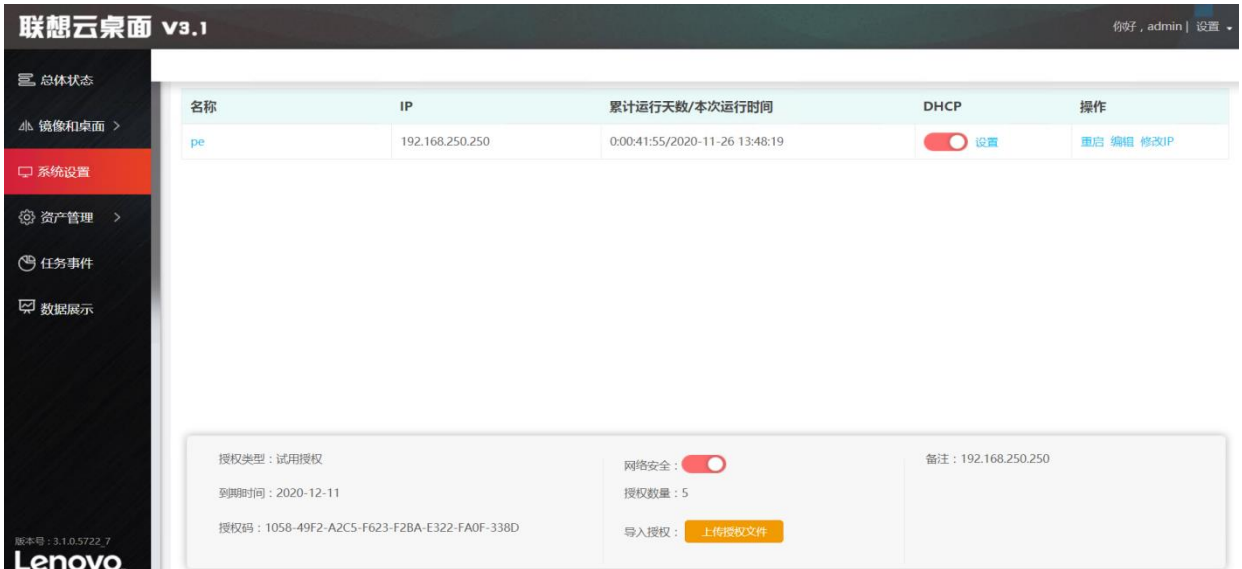 联想云桌面 V3.1
你好，admin | 设置
总体状态
镜像和桌面 >
系统设置
资产管理 >
任务事件
数据展示
名称 IP 累计运行天数/本次运行时间 DHCP 操作
pe 192.168.250.250 0:00:41:55/2020-11-26 13:48:19 设置 重启 编辑 修改IP
授权类型：试用授权 网络安全： 备注：192.168.250.250
到期时间：2020-12-11 授权数量：5
授权码：1058-49F2-A2C5-F623-F2BA-E322-FA0F-338D 导入授权： 上传授权文件
版本号：3.1.0.5722_7
Lenovo